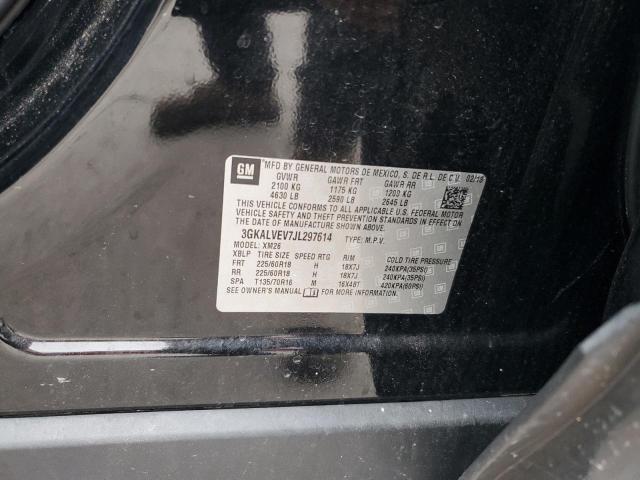 GM
MFD BY GENERAL MOTORS DE MEXICO, S. DE R.L. DE C.V. 02/18
GVWR GAWR FRT GAWR RR
2100 KG 1175 KG 1200 KG
4630 LB 2590 LB 2645 LB
THIS VEHICLE CONFORMS TO ALL APPLICABLE U.S. FEDERAL MOTOR
VEHICLE SAFETY AND THEFT PREVENTION STANDARDS IN EFFECT ON
THE DATE OF MANUFACTURE SHOWN ABOVE.
3GKALVEV7JL297614 TYPE: M.P.V.
XM26
XBLP TIRE SIZE SPEED RTG RIM COLD TIRE PRESSURE
FRT 225/60R18 H 18X7J 240KPA(35PSI)
RR 225/60R18 H 18X7J 240KPA(35PSI)
SPA T135/70R16 M 16X4BT 420KPA(60PSI)
SEE OWNER'S MANUAL FOR MORE INFORMATION.